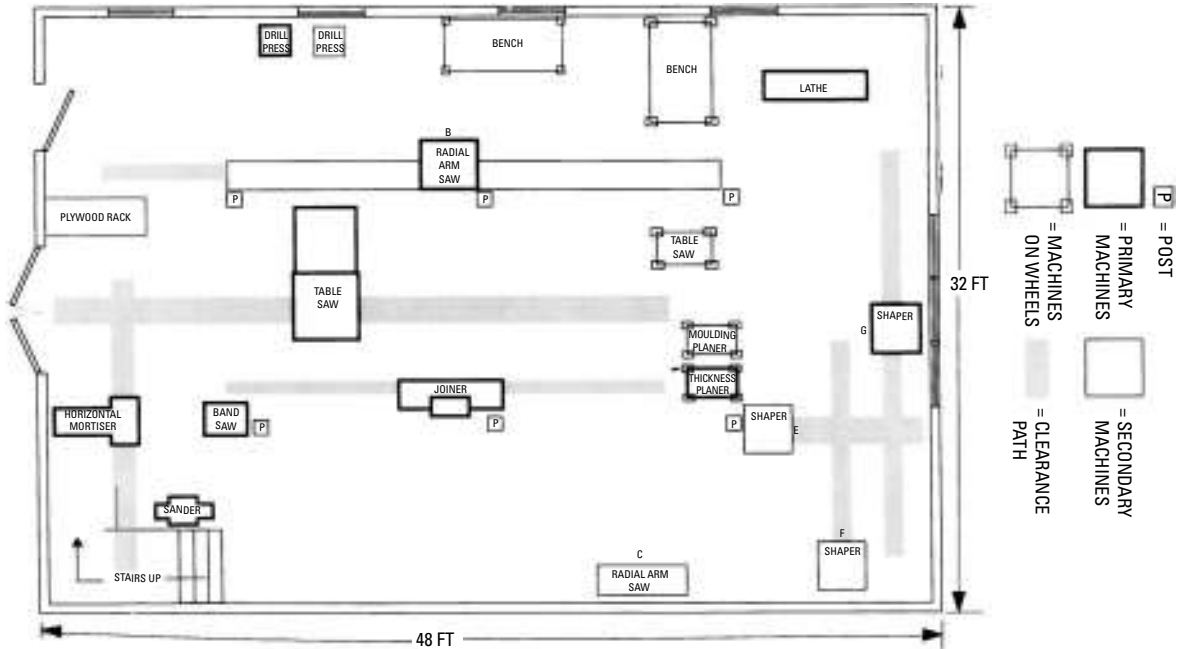 DRILL
PRESS
DRILL
PRESS
BENCH
BENCH
LATHE
B
RADIAL
ARM
SAW
P
P
P
PLYWOOD RACK
TABLE
SAW
TABLE
SAW
32 FT
SHAPER
G
MOULDING
PLANER
THICKNESS
PLANER
JOINER
HORIZONTAL
MORTISER
BAND
SAW
P
P
P
SHAPER
E
SANDER
F
SHAPER
C
RADIAL ARM
SAW
STAIRS UP
48 FT
P
= POST
= PRIMARY
MACHINES
= SECONDARY
MACHINES
= MACHINES
ON WHEELS
= CLEARANCE
PATH